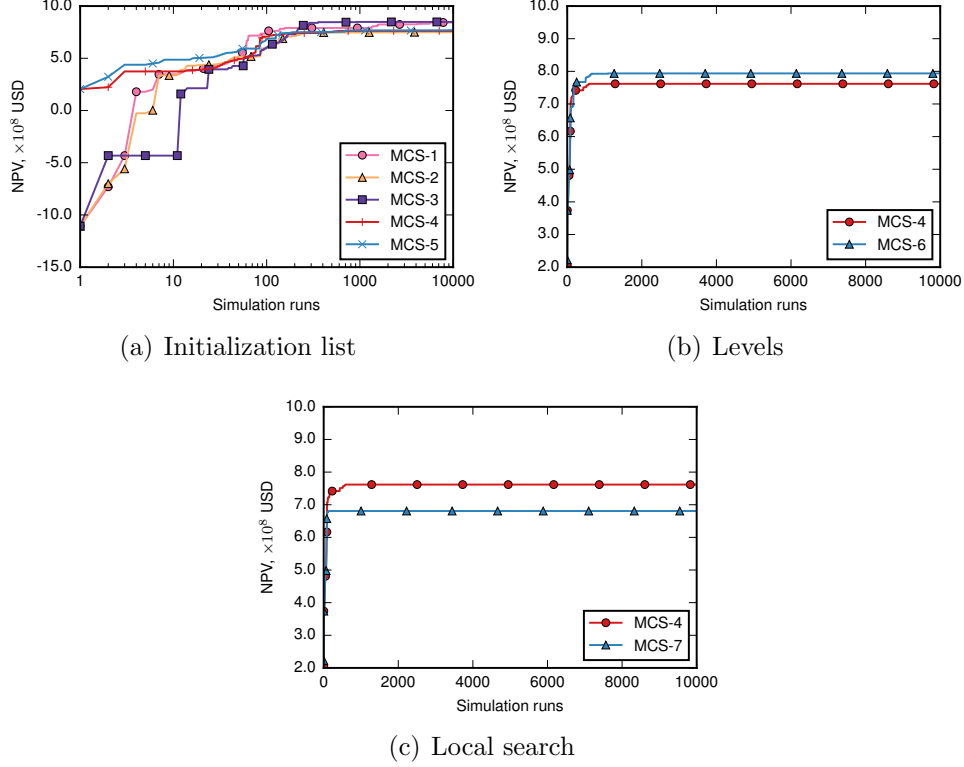 10.0
5.0
0.0
-5.0
-10.0
-15.0
NPV, ×10⁸ USD
MCS-1
MCS-2
MCS-3
MCS-4
MCS-5
1 10 100 1000 10000
Simulation runs
(a) Initialization list
10.0
9.0
8.0
7.0
6.0
5.0
4.0
3.0
2.0
NPV, ×10⁸ USD
MCS-4
MCS-6
0 2000 4000 6000 8000 10000
Simulation runs
(b) Levels
10.0
9.0
8.0
7.0
6.0
5.0
4.0
3.0
2.0
NPV, ×10⁸ USD
MCS-4
MCS-7
0 2000 4000 6000 8000 10000
Simulation runs
(c) Local search